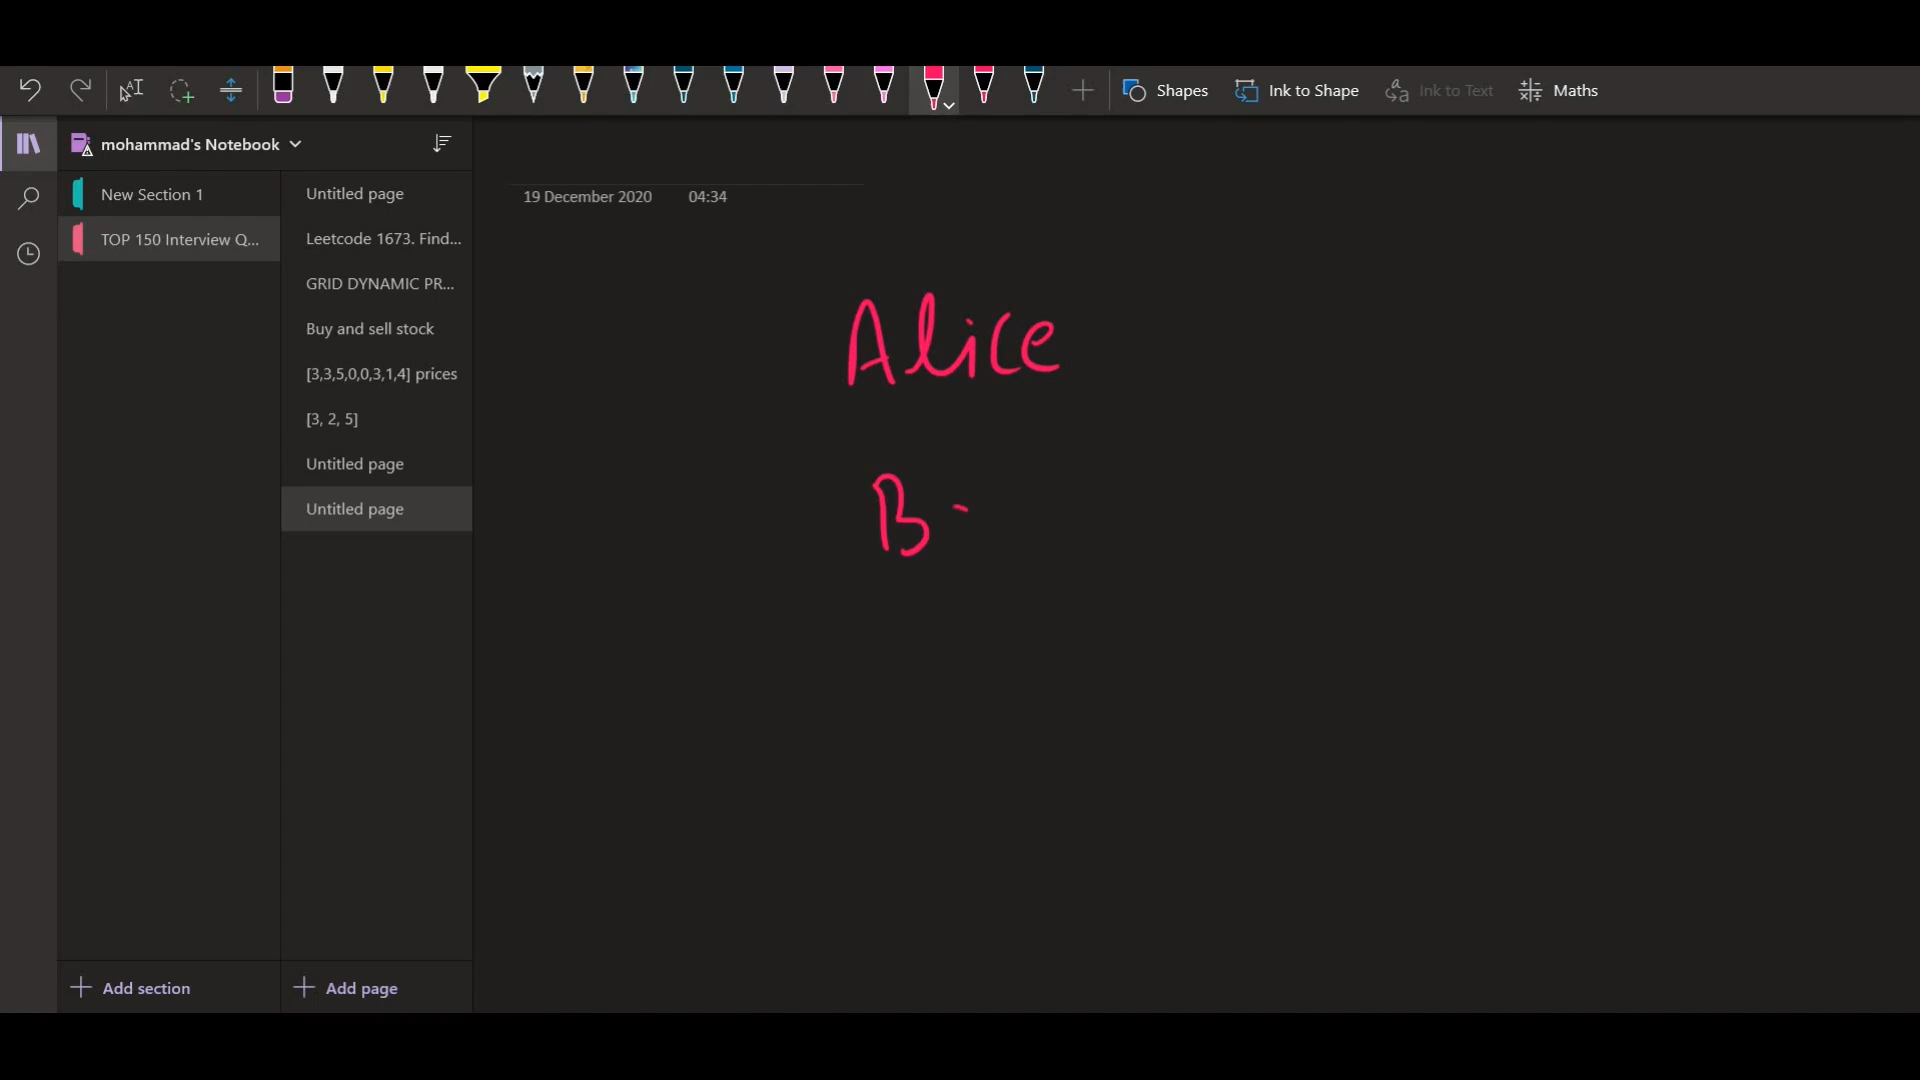 Shapes
Ink to Shape
Ink to Text
Maths
mohammad's Notebook
New Section 1
TOP 150 Interview Q...
Untitled page
Leetcode 1673. Find...
GRID DYNAMIC PR...
Buy and sell stock
[3,3,5,0,0,3,1,4] prices
[3, 2, 5]
Untitled page
Untitled page
19 December 2020 04:34
Alice
B
Add section
Add page